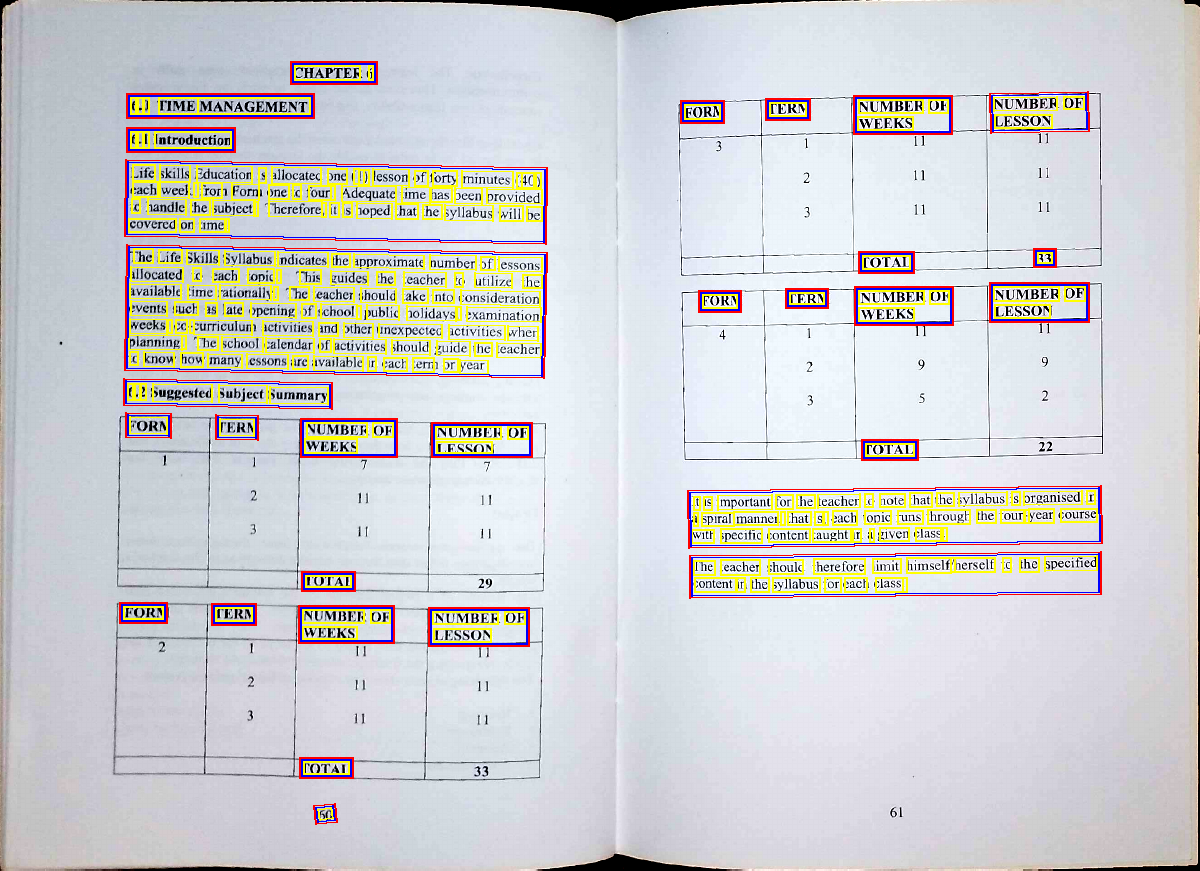 CHAPTER 6
6.0 TIME MANAGEMENT
6.1 Introduction
Life skills Education is allocated one (1) lesson of forty minutes (40)
each week from Form one to four. Adequate time has been provided
to handle the subject. Therefore, it is hoped that the syllabus will be
covered on time.
The Life Skills Syllabus indicates the approximate number of lessons
allocated to each topic. This guides the teacher to utilize the
available time rationally. The teacher should take into consideration
events such as late opening of school, public holidays, examination
weeks, co-curriculum activities and other unexpected activities when
planning. The school calendar of activities should guide the teacher
to know how many lessons are available in each term or year.
6.2 Suggested Subject Summary
FORM TERM NUMBER OF WEEKS NUMBER OF LESSON
1 1 7 7
2 11 11
3 11 11
TOTAL 29
FORM TERM NUMBER OF WEEKS NUMBER OF LESSON
2 1 11 11
2 11 11
3 11 11
TOTAL 33
60
FORM TERM NUMBER OF WEEKS NUMBER OF LESSON
3 1 11 11
2 11 11
3 11 11
TOTAL 33
FORM TERM NUMBER OF WEEKS NUMBER OF LESSON
4 1 11 11
2 9 9
3 5 2
TOTAL 22
It is important for the teacher to note that the syllabus is organised in
a spiral manner, that is, each topic runs through the four-year course
with specific content taught in a given class.
The teacher should therefore limit himself/herself to the specified
content in the syllabus for each class.
61